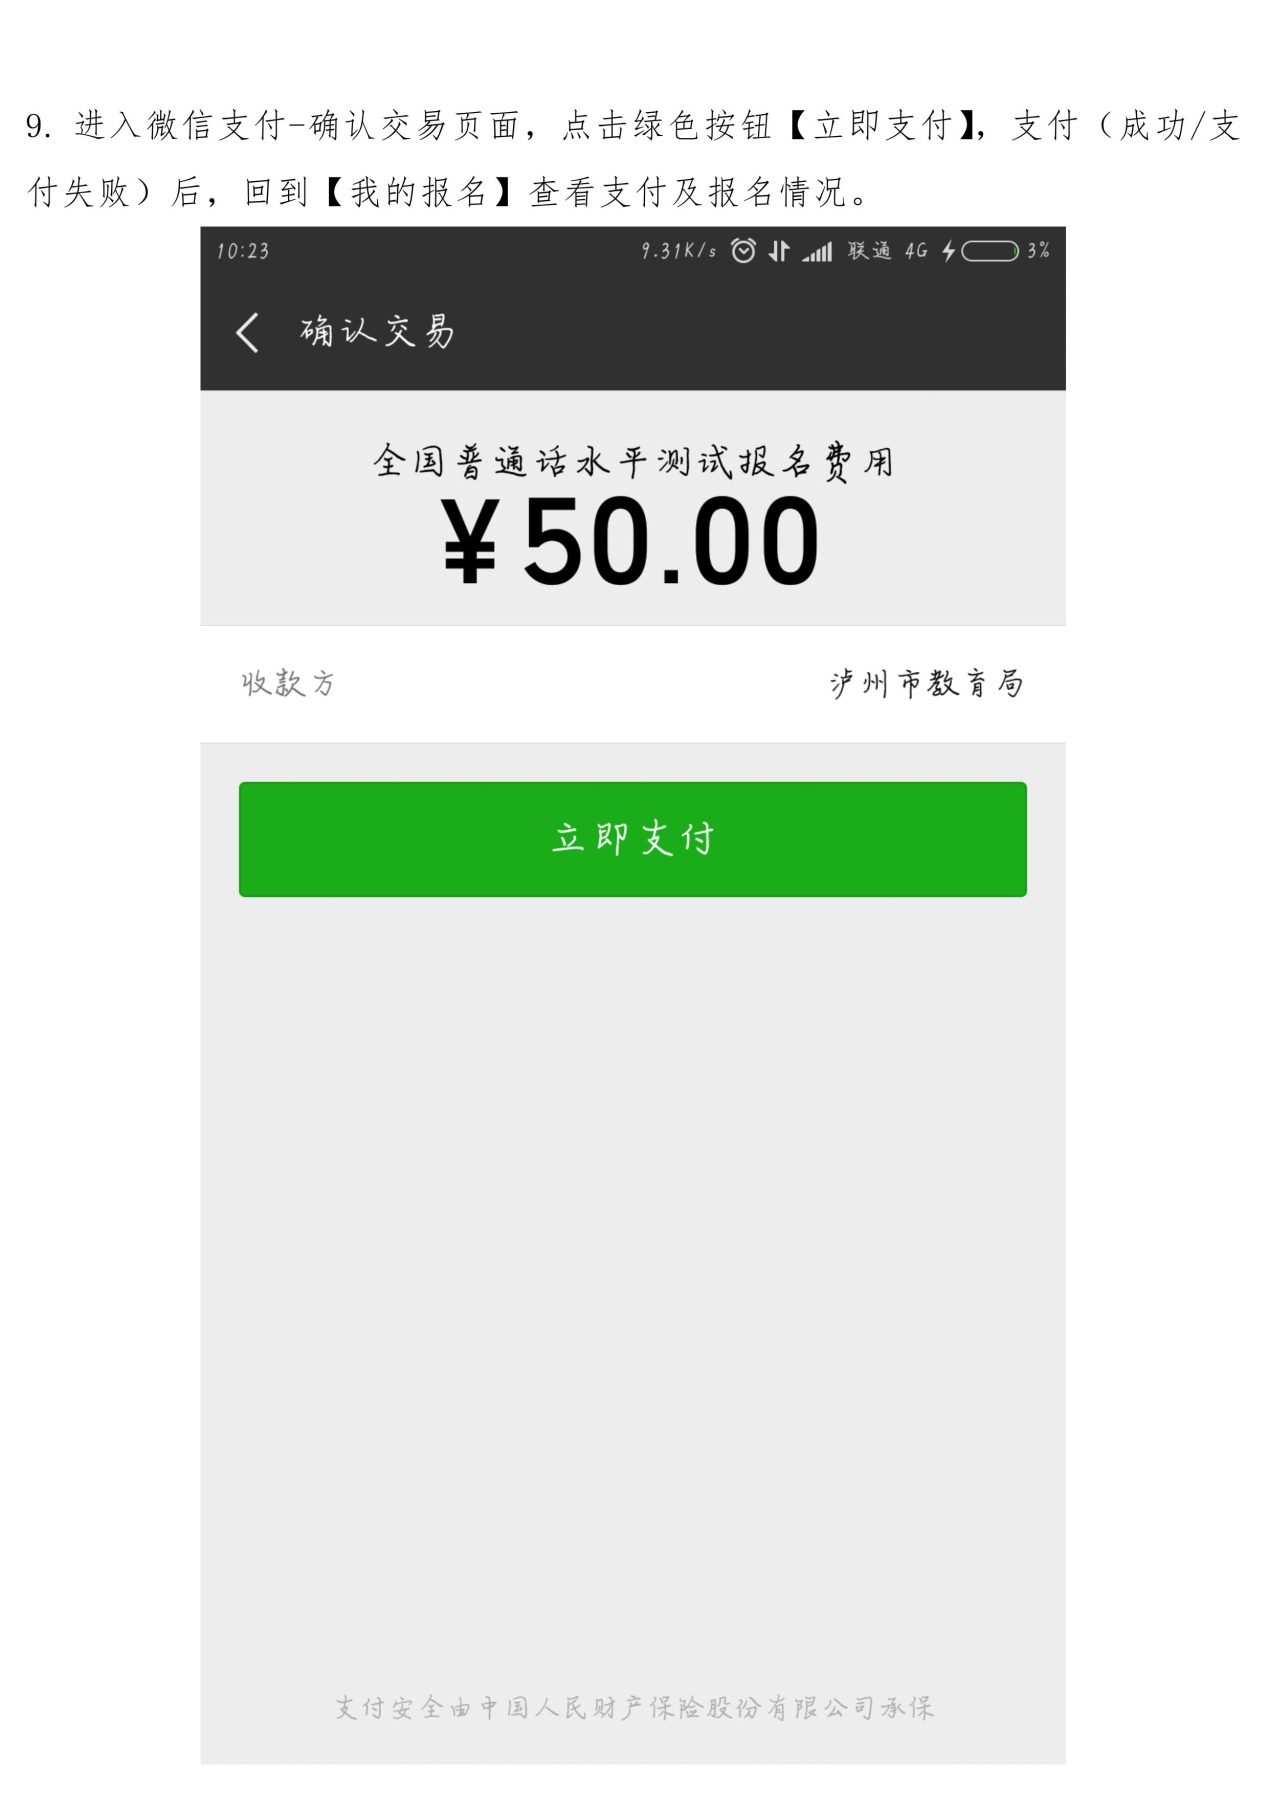 9. 进入微信支付-确认交易页面，点击绿色按钮【立即支付】，支付（成功/支
付失败）后，回到【我的报名】查看支付及报名情况。
10:23 9.31K/s 联通 4G 3%
确认交易
全国普通话水平测试报名费用
¥50.00
收款方 泸州市教育局
立即支付
支付安全由中国人民财产保险股份有限公司承保